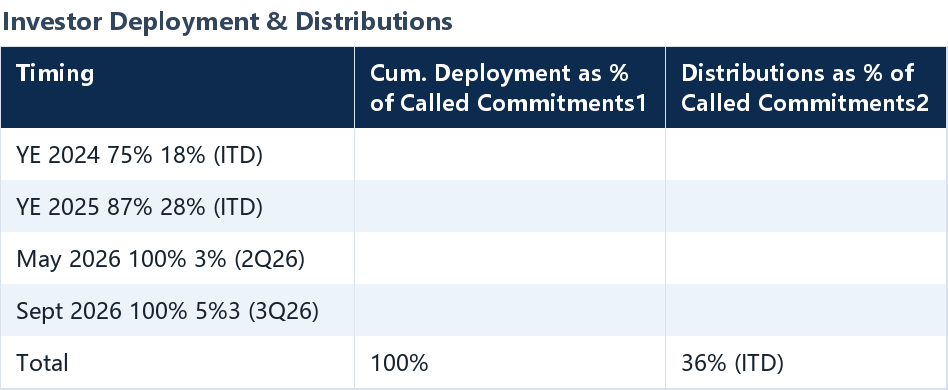 Investor Deployment & Distributions
Timing
Cum. Deployment as %
of Called Commitments1
Distributions as % of
Called Commitments2
YE 2024 75% 18% (ITD)
YE 2025 87% 28% (ITD)
May 2026 100% 3% (2Q26)
Sept 2026 100% 5%3 (3Q26)
Total 100% 36% (ITD)